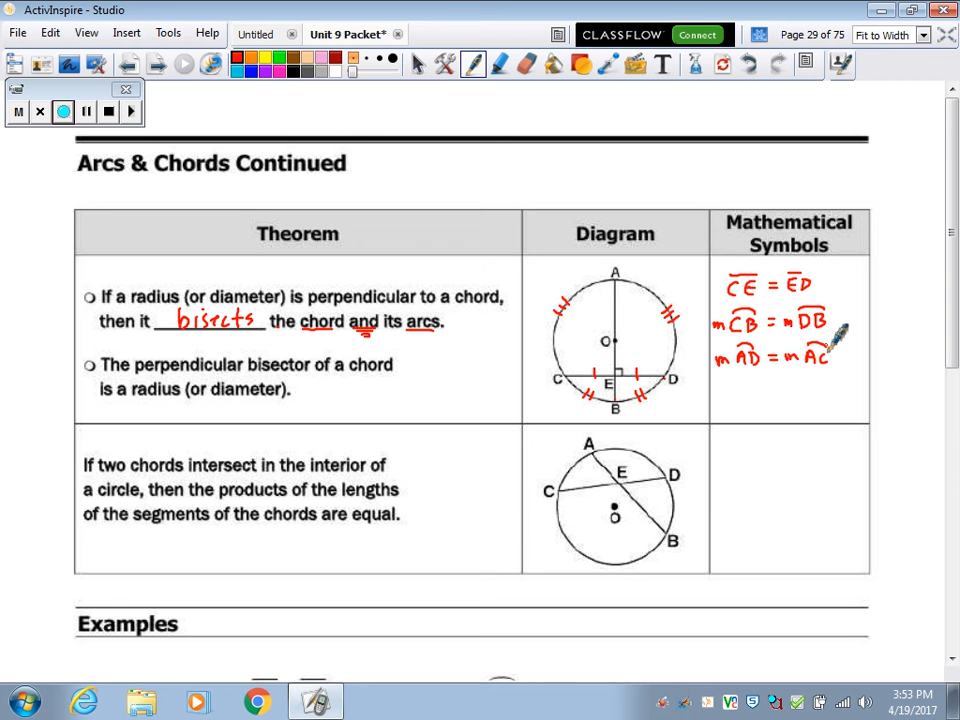 ActivInspire - Studio
File Edit View Insert Tools Help Untitled Unit 9 Packet* CLASSFLOW Connect Page 29 of 75 Fit to Width
M
Arcs & Chords Continued
Theorem
Diagram
Mathematical
Symbols
If a radius (or diameter) is perpendicular to a chord,
then it bisects the chord and its arcs.
The perpendicular bisector of a chord
is a radius (or diameter).
A
O
C E D
B
CE = ED
mCB = mDB
mAD = mAC
If two chords intersect in the interior of
a circle, then the products of the lengths
of the segments of the chords are equal.
A
E D
C
O
B
Examples
3:53 PM
4/19/2017